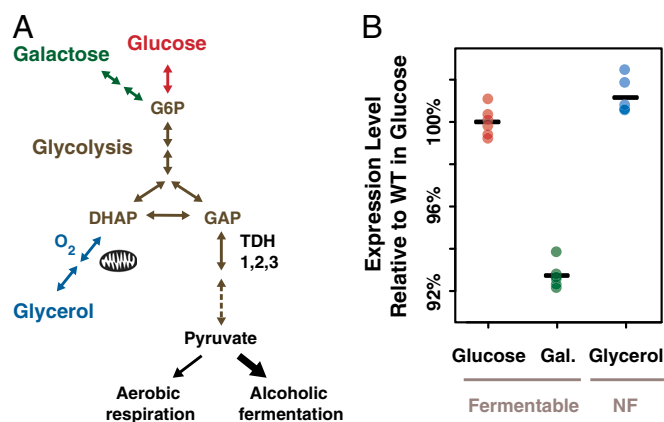 A
Glucose
Galactose
G6P
Glycolysis
DHAP
GAP
O2
TDH
1,2,3
Glycerol
Pyruvate
Aerobic
respiration
Alcoholic
fermentation
B
Expression Level
Relative to WT in Glucose
100%
96%
92%
Glucose Gal. Glycerol
Fermentable NF